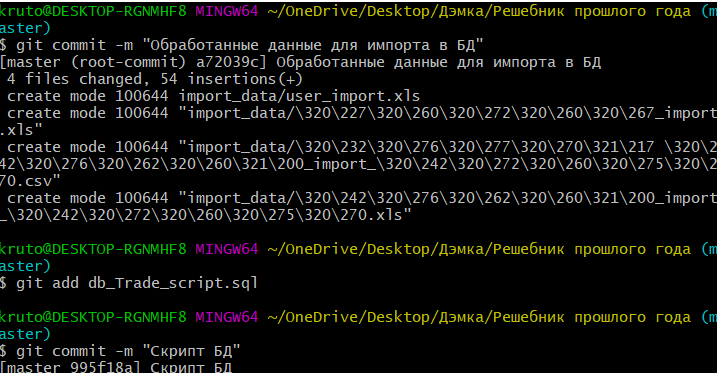 kruto@DESKTOP-RGNMHF8 MINGW64 ~/OneDrive/Desktop/Дэмка/Решебник прошлого года (m
aster)
$ git commit -m "Обработанные данные для импорта в БД"
[master (root-commit) a72039c] Обработанные данные для импорта в БД
4 files changed, 54 insertions(+)
create mode 100644 import_data/user_import.xls
create mode 100644 "import_data/\320\227\320\260\320\272\320\260\320\267_import
.xls"
create mode 100644 "import_data/\320\232\320\276\320\277\320\270\321\217 \320\2
42\320\276\320\262\320\260\321\200_import_\320\242\320\272\320\260\320\275\320\2
70.csv"
create mode 100644 "import_data/\320\242\320\276\320\262\320\260\321\200_import
_\320\242\320\272\320\260\320\275\320\270.xls"
kruto@DESKTOP-RGNMHF8 MINGW64 ~/OneDrive/Desktop/Дэмка/Решебник прошлого года (m
aster)
$ git add db_Trade_script.sql
kruto@DESKTOP-RGNMHF8 MINGW64 ~/OneDrive/Desktop/Дэмка/Решебник прошлого года (m
aster)
$ git commit -m "Скрипт БД"
[master 995f18a] Скрипт БД